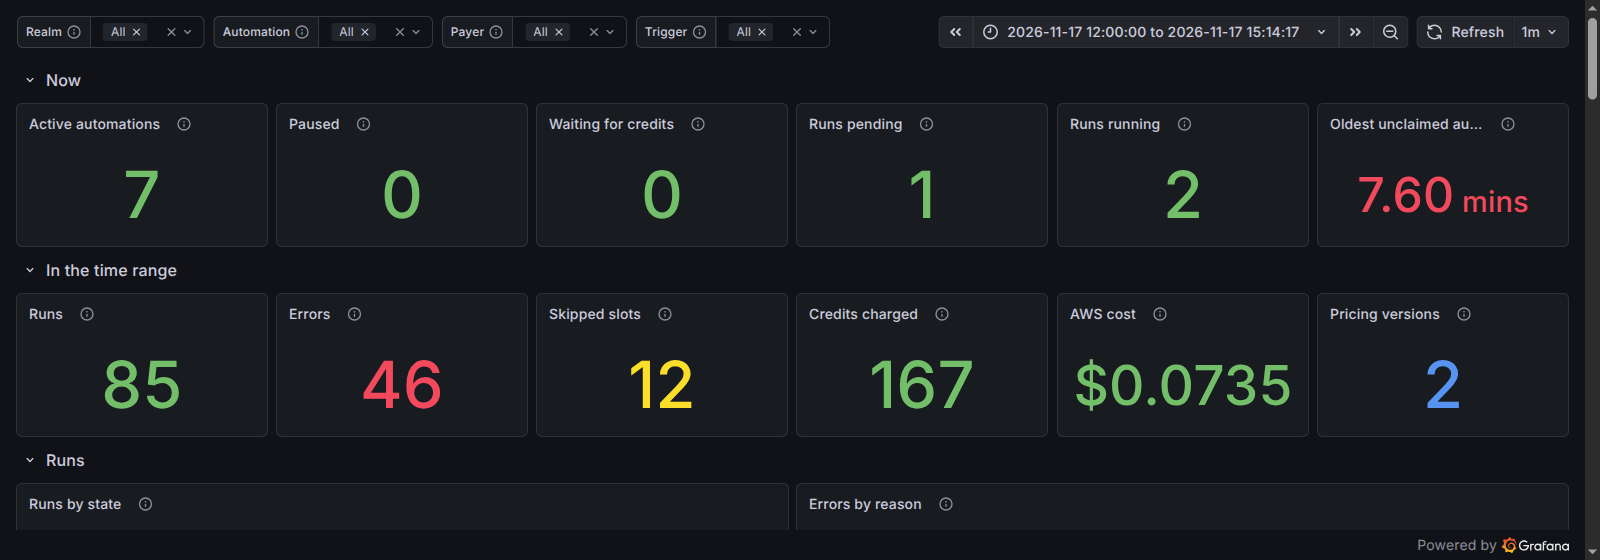 Realm All Automation All Payer All Trigger All 2026-11-17 12:00:00 to 2026-11-17 15:14:17 Refresh 1m
Now
Active automations Paused Waiting for credits Runs pending Runs running Oldest unclaimed au...
7 0 0 1 2 7.60 mins
In the time range
Runs Errors Skipped slots Credits charged AWS cost Pricing versions
85 46 12 167 $0.0735 2
Runs
Runs by state Errors by reason
Powered by Grafana